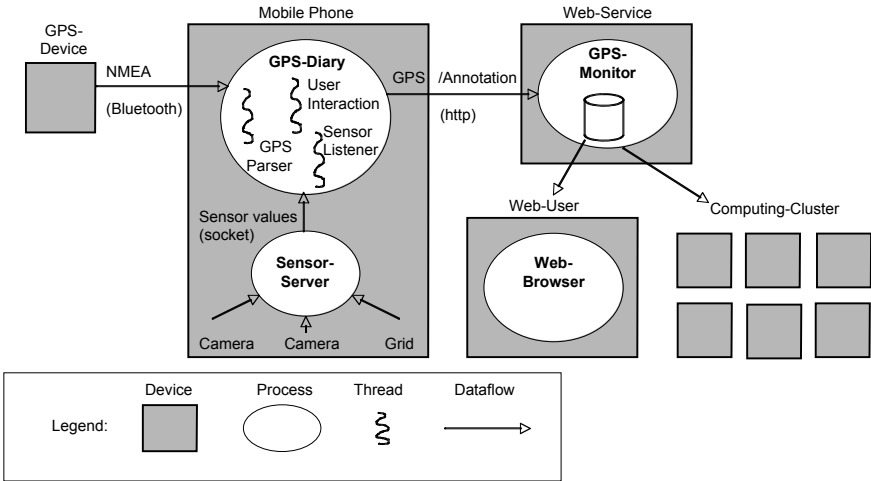 Mobile Phone
Web-Service
GPS-
Device
GPS-Diary
User
Interaction
GPS
Parser
Sensor
Listener
NMEA
(Bluetooth)
GPS /Annotation
(http)
GPS-
Monitor
Sensor values
(socket)
Sensor-
Server
Camera
Camera
Grid
Web-User
Web-
Browser
Computing-Cluster
Legend:
Device
Process
Thread
Dataflow